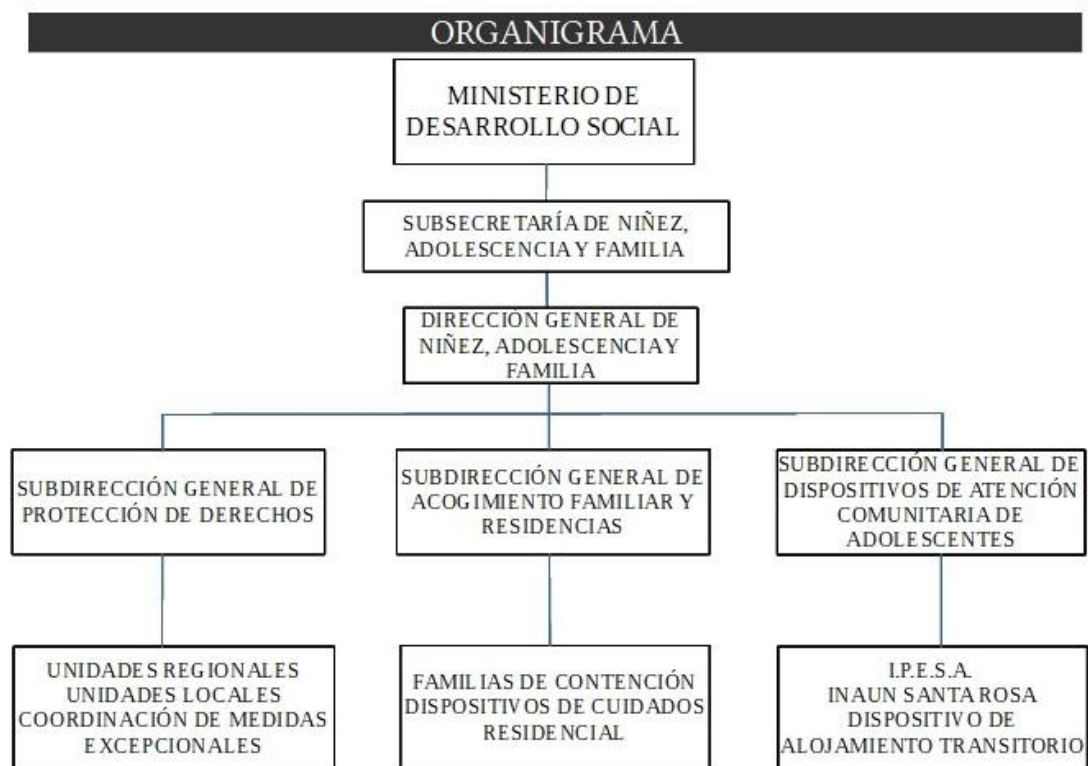 ORGANIGRAMA
MINISTERIO DE
DESARROLLO SOCIAL
SUBSECRETARÍA DE NIÑEZ,
ADOLESCENCIA Y FAMILIA
DIRECCIÓN GENERAL DE
NIÑEZ, ADOLESCENCIA Y
FAMILIA
SUBDIRECCIÓN GENERAL DE
PROTECCIÓN DE DERECHOS
SUBDIRECCIÓN GENERAL DE
ACOGIMIENTO FAMILIAR Y
RESIDENCIAS
SUBDIRECCIÓN GENERAL DE
DISPOSITIVOS DE ATENCIÓN
COMUNITARIA DE
ADOLESCENTES
UNIDADES REGIONALES
UNIDADES LOCALES
COORDINACIÓN DE MEDIDAS
EXCEPCIONALES
FAMILIAS DE CONTENCIÓN
DISPOSITIVOS DE CUIDADOS
RESIDENCIAL
I.P.E.S.A.
INAUN SANTA ROSA
DISPOSITIVO DE
ALOJAMIENTO TRANSITORIO